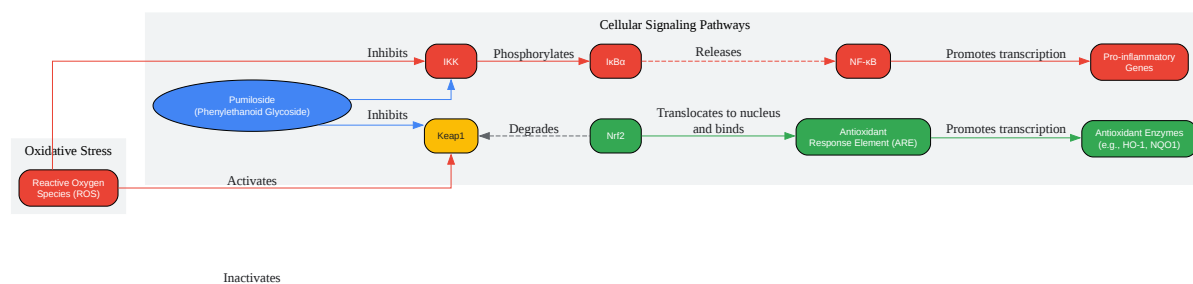 Cellular Signaling Pathways
Inhibits
IKK
Phosphorylates
IκBα
Releases
NF-κB
Promotes transcription
Pro-inflammatory
Genes
Pumiloside
(Phenylethanoid Glycoside)
Inhibits
Keap1
Degrades
Nrf2
Translocates to nucleus
and binds
Antioxidant
Response Element (ARE)
Promotes transcription
Antioxidant Enzymes
(e.g., HO-1, NQO1)
Oxidative Stress
Reactive Oxygen
Species (ROS)
Activates
Inactivates